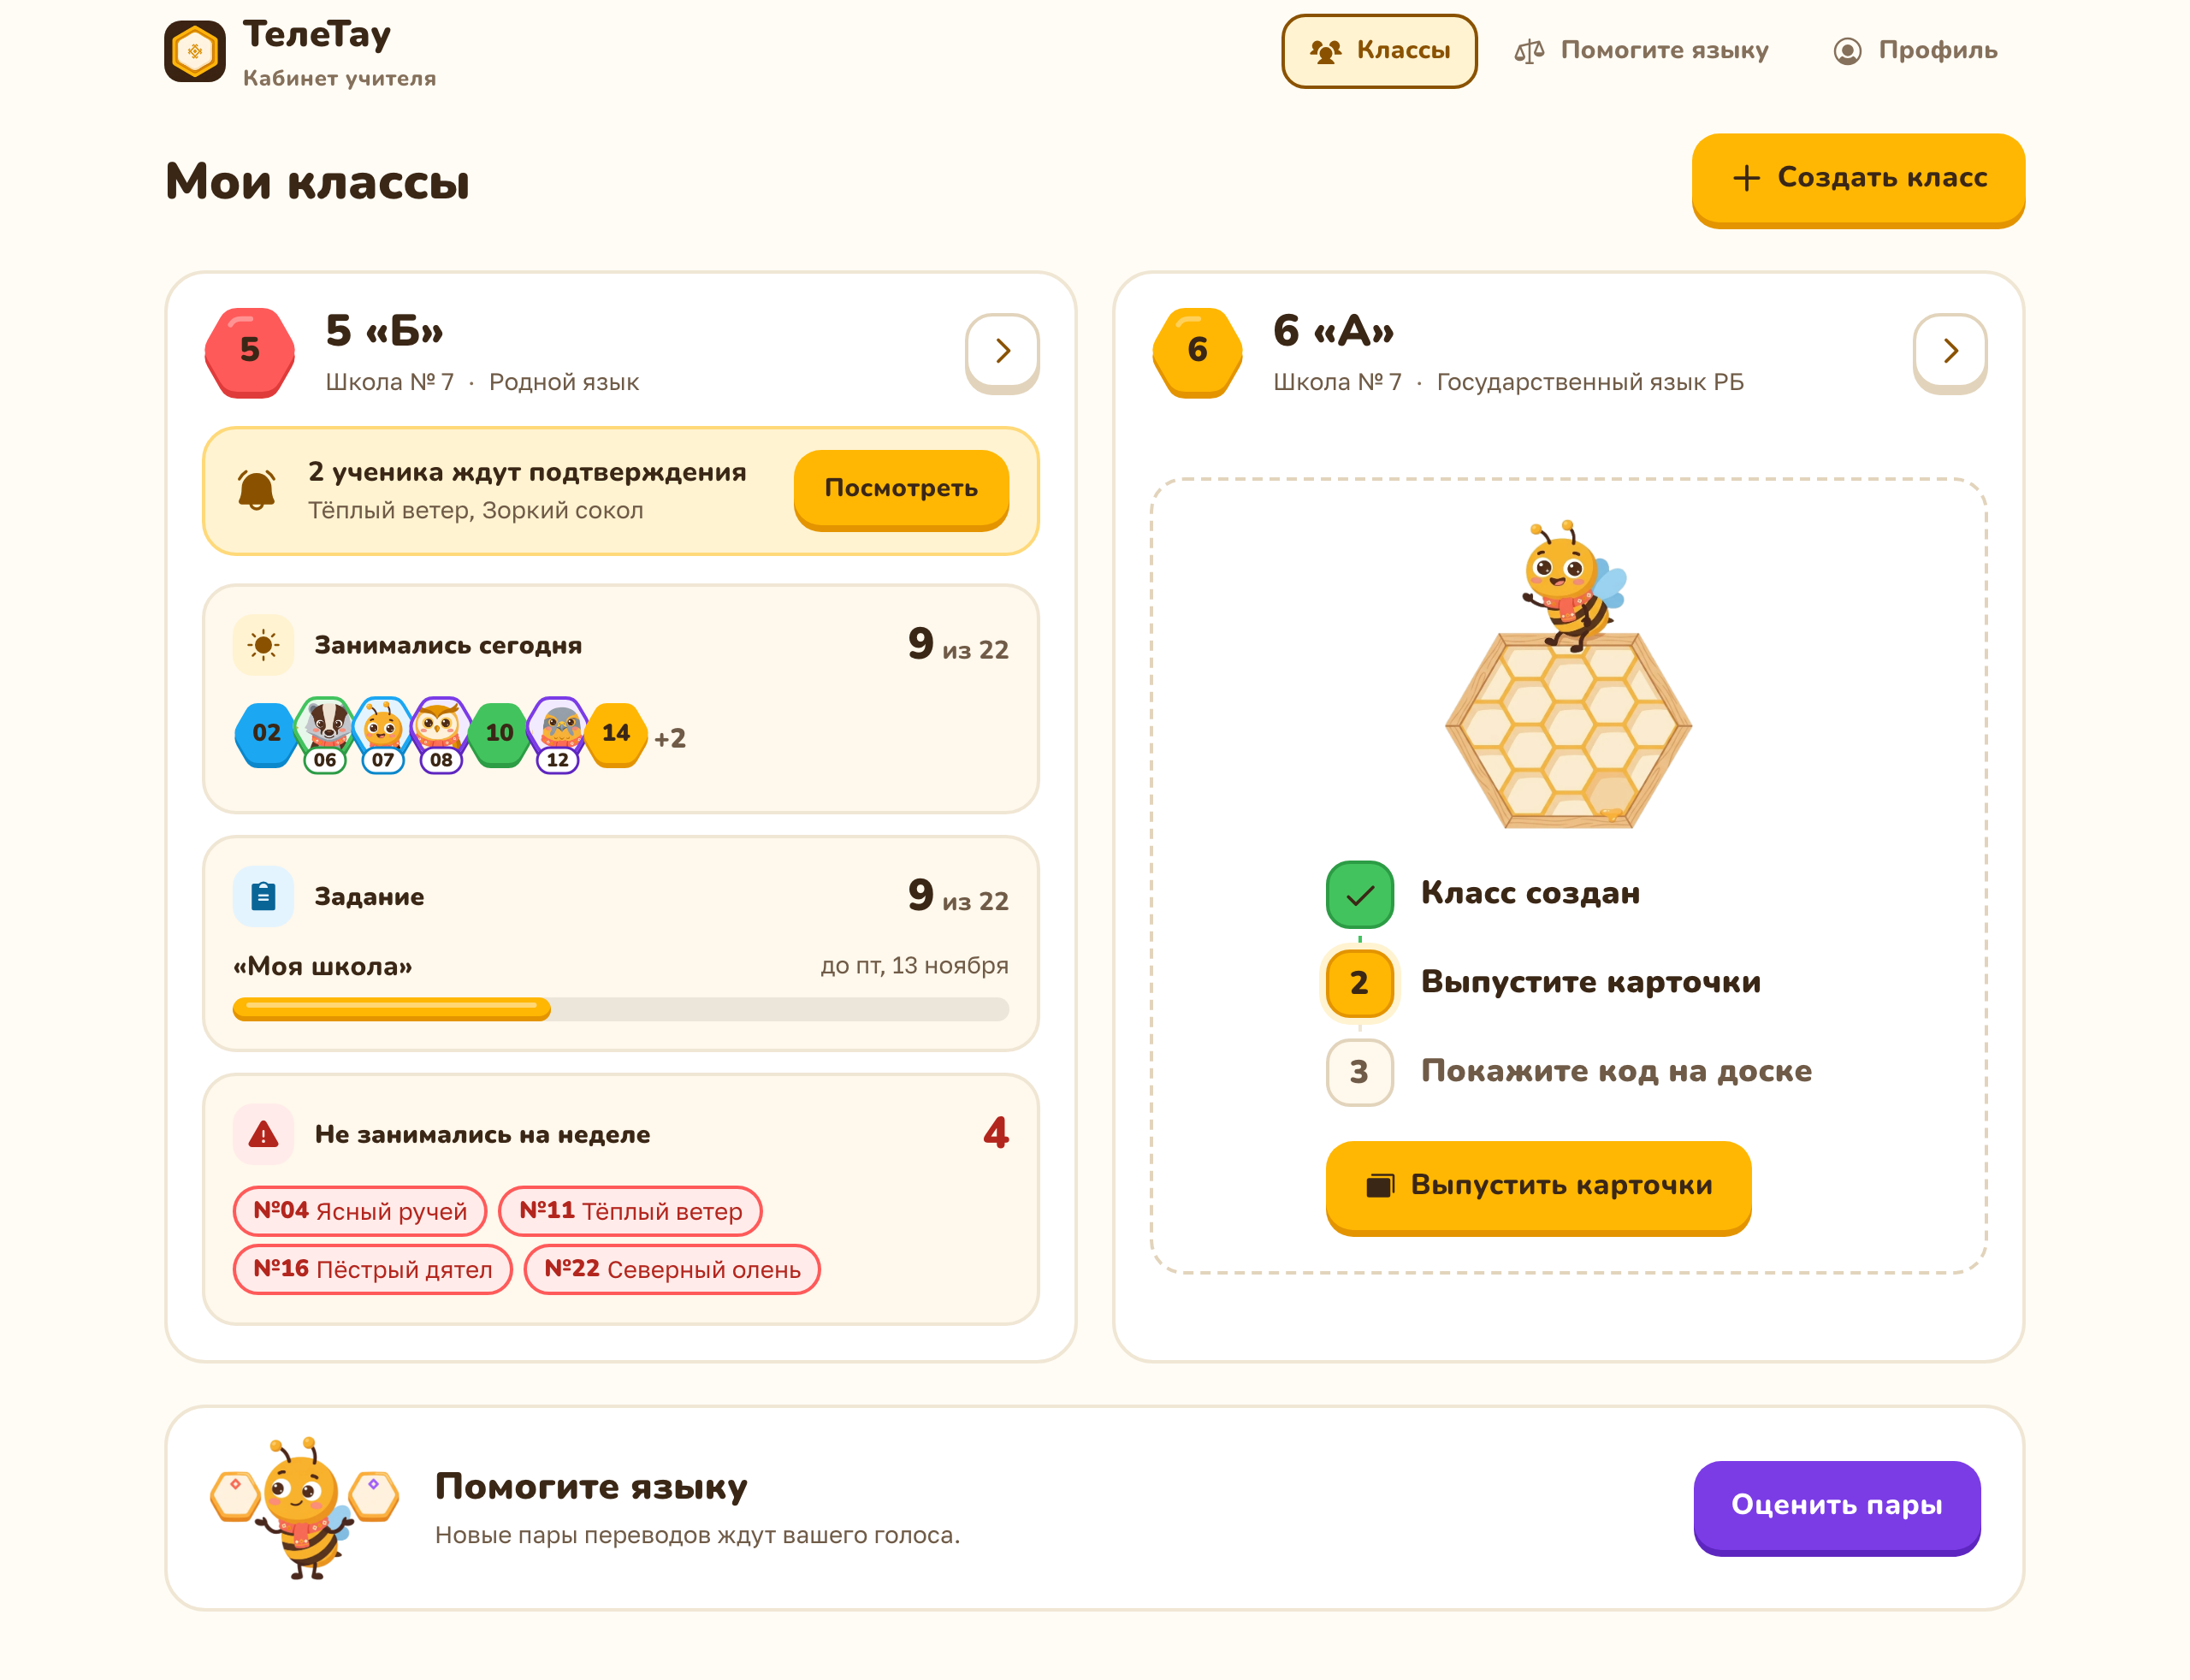 ТелеТау
Кабинет учителя
Классы
Помогите языку
Профиль
Мои классы
Создать класс
5
5 «Б»
Школа № 7 · Родной язык
2 ученика ждут подтверждения
Тёплый ветер, Зоркий сокол
Посмотреть
Занимались сегодня
9 из 22
02
06
07
08
10
12
14
+2
Задание
9 из 22
«Моя школа»
до пт, 13 ноября
Не занимались на неделе
4
№04 Ясный ручей
№11 Тёплый ветер
№16 Пёстрый дятел
№22 Северный олень
6
6 «А»
Школа № 7 · Государственный язык РБ
Класс создан
2
Выпустите карточки
3
Покажите код на доске
Выпустить карточки
Помогите языку
Новые пары переводов ждут вашего голоса.
Оценить пары